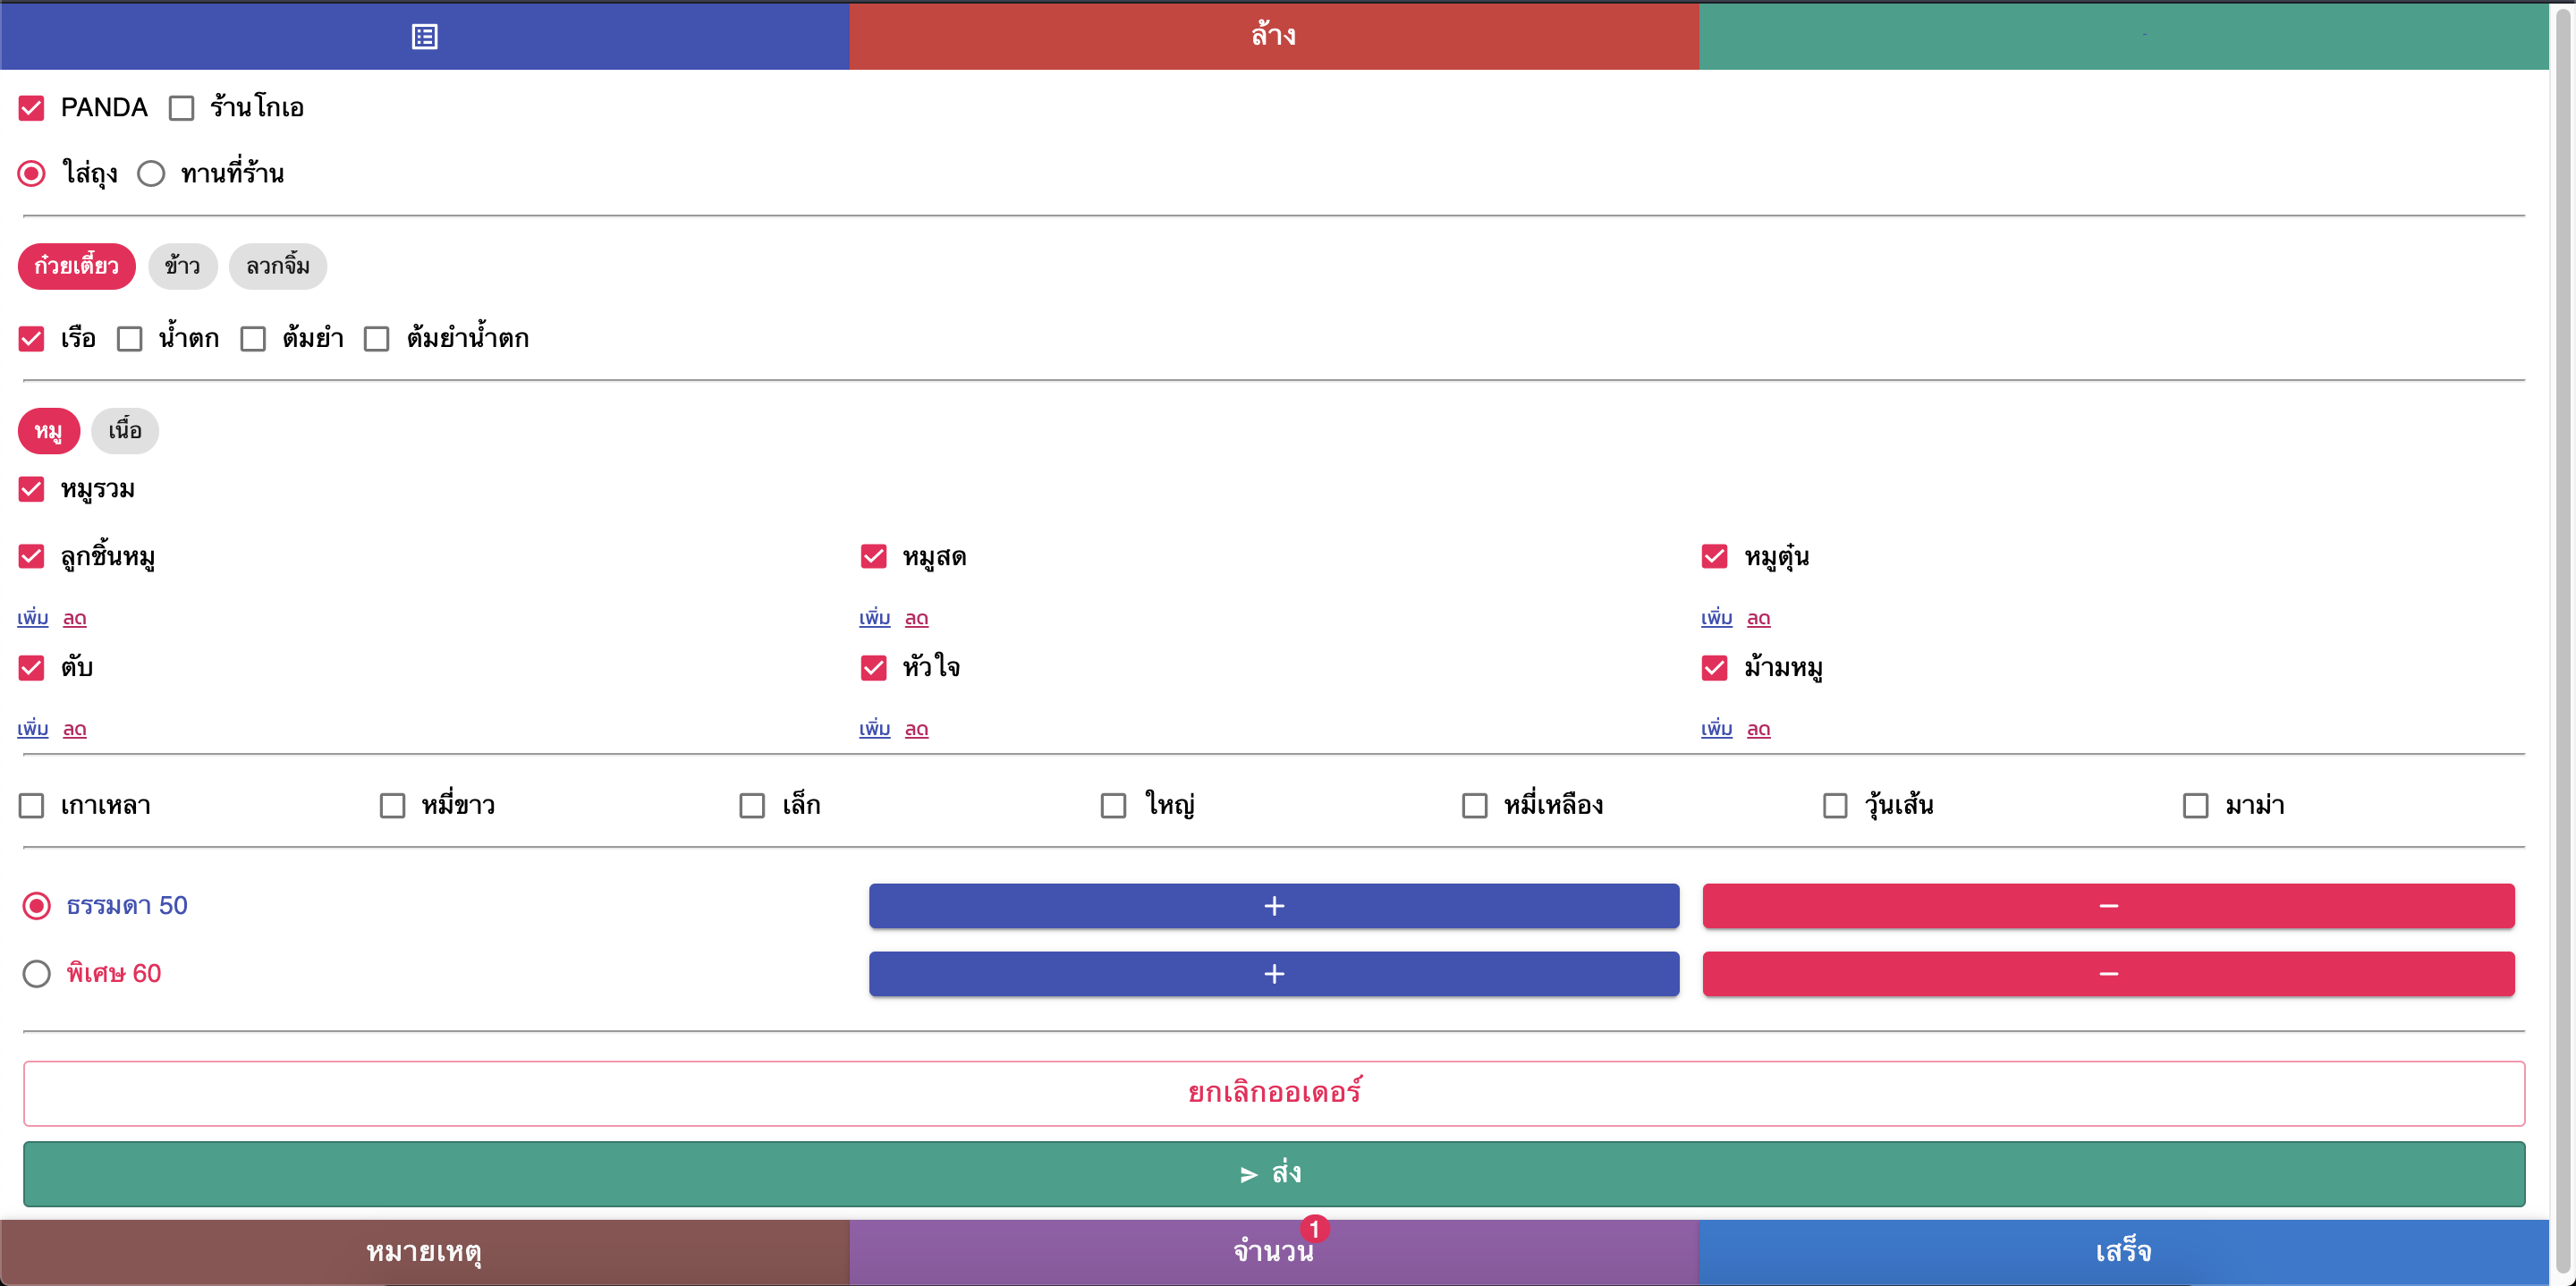 ล้าง
PANDA ร้านโกเอ
ใส่ถุง ทานที่ร้าน
ก๋วยเตี๋ยว ข้าว ลวกจิ้ม
เรือ น้ำตก ต้มยำ ต้มยำน้ำตก
หมู เนื้อ
หมูรวม
ลูกชิ้นหมู หมูสด หมูตุ๋น
เพิ่ม ลด เพิ่ม ลด เพิ่ม ลด
ตับ หัวใจ ม้ามหมู
เพิ่ม ลด เพิ่ม ลด เพิ่ม ลด
เกาเหลา หมี่ขาว เล็ก ใหญ่ หมี่เหลือง วุ้นเส้น มาม่า
ธรรมดา 50 + −
พิเศษ 60 + −
ยกเลิกออเดอร์
ส่ง
หมายเหตุ จำนวน 1 เสร็จ